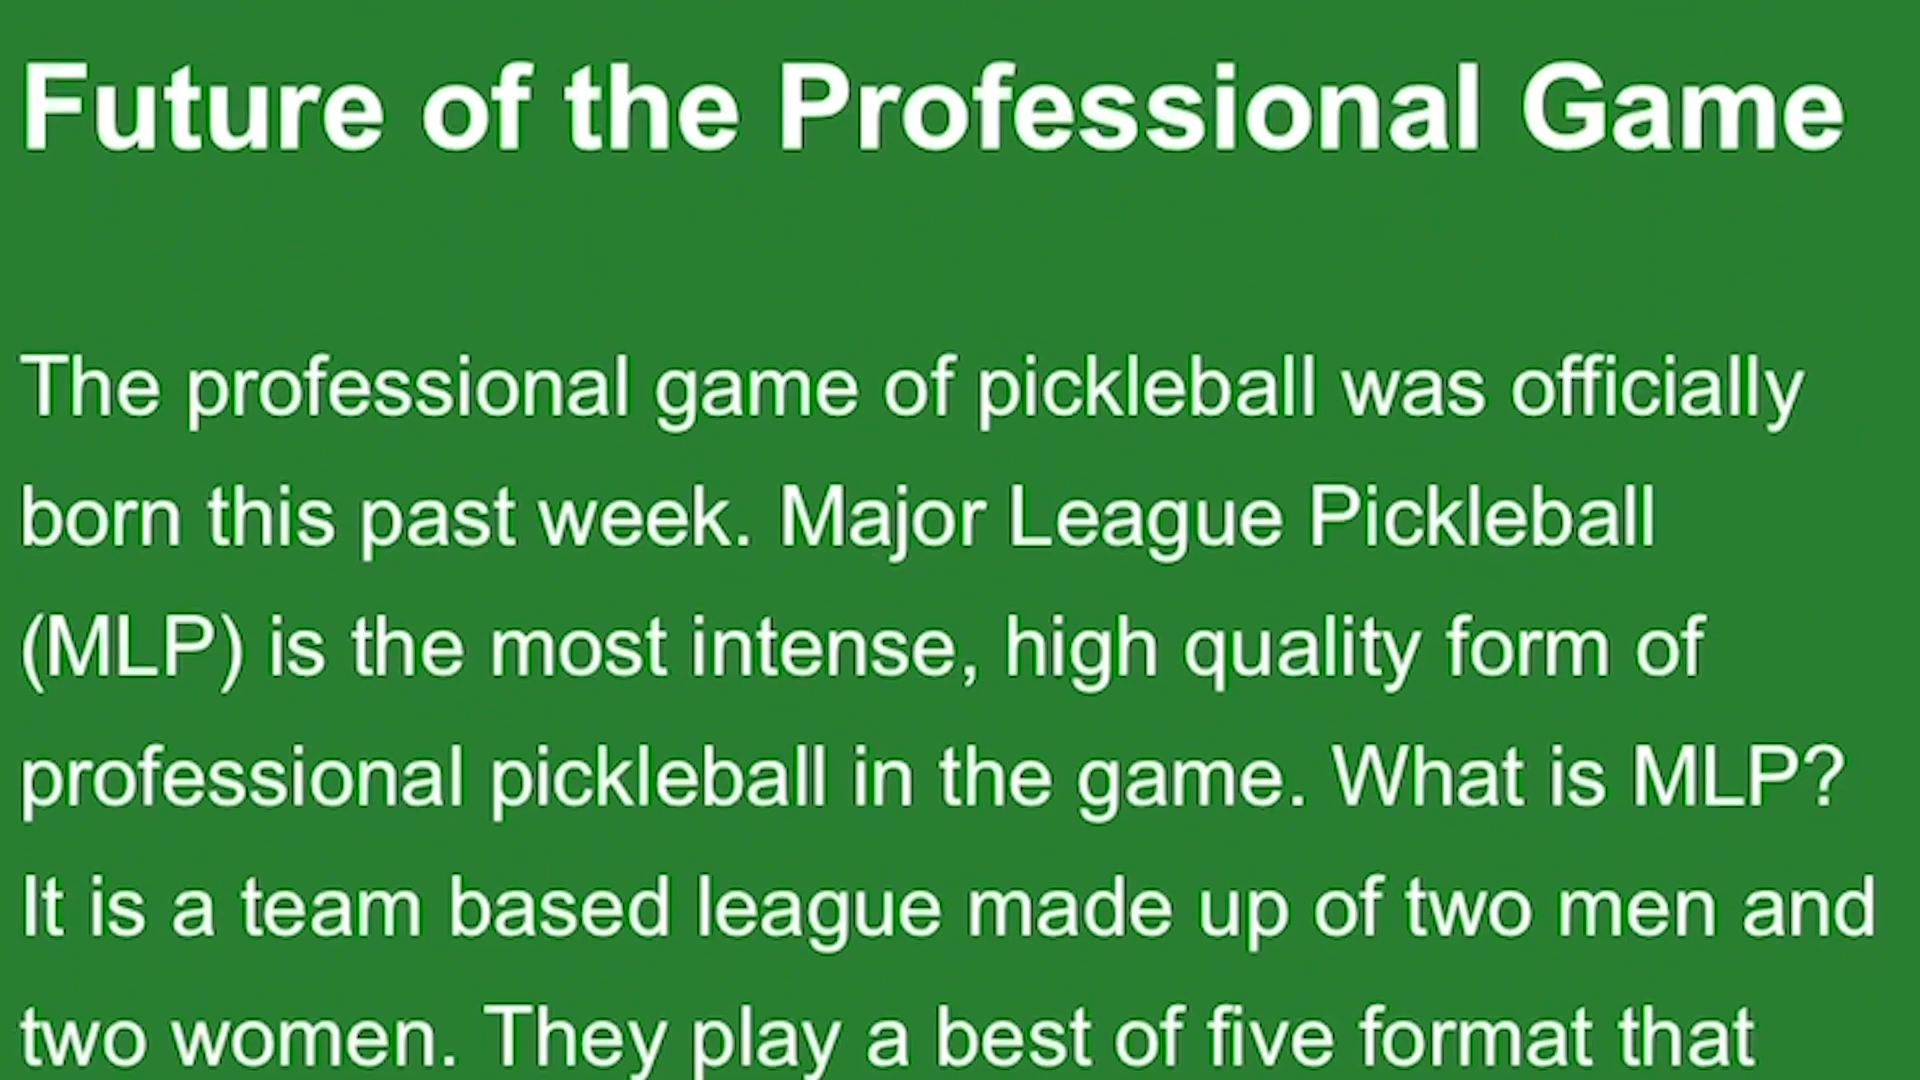 Future of the Professional Game
The professional game of pickleball was officially
born this past week. Major League Pickleball
(MLP) is the most intense, high quality form of
professional pickleball in the game. What is MLP?
It is a team based league made up of two men and
two women. They play a best of five format that